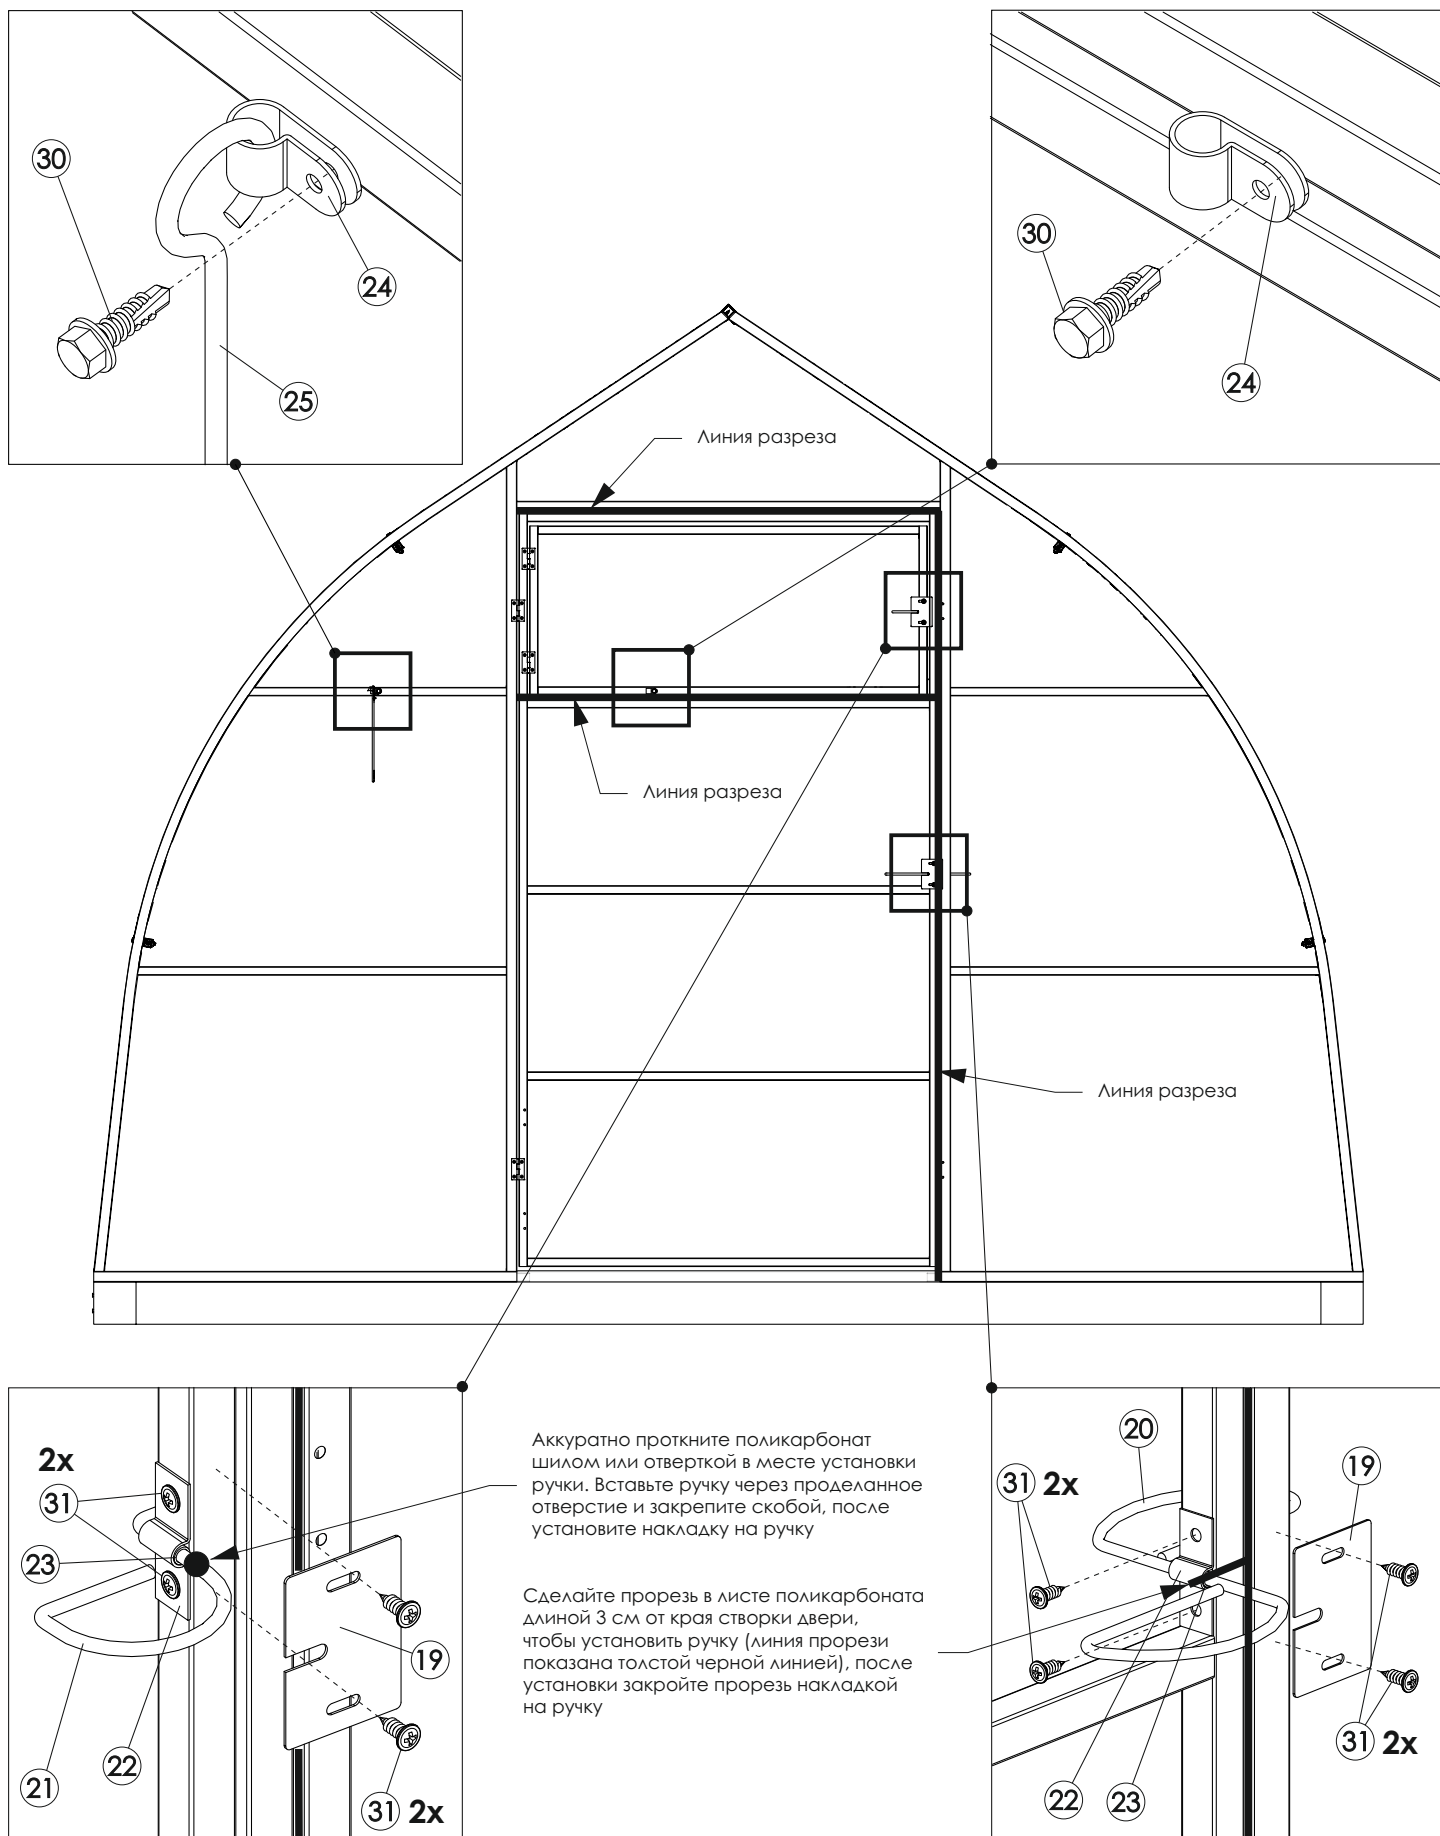 30
24
25
30
24
Линия разреза
Линия разреза
Линия разреза
2x
31
23
21
22
19
31 2x
Аккуратно проткните поликарбонат
шилом или отверткой в месте установки
ручки. Вставьте ручку через проделанное
отверстие и закрепите скобой, после
установите накладку на ручку
Сделайте прорезь в листе поликарбоната
длиной 3 см от края створки двери,
чтобы установить ручку (линия прорези
показана толстой черной линией), после
установки закройте прорезь накладкой
на ручку
20
19
31 2x
22
23
31 2x